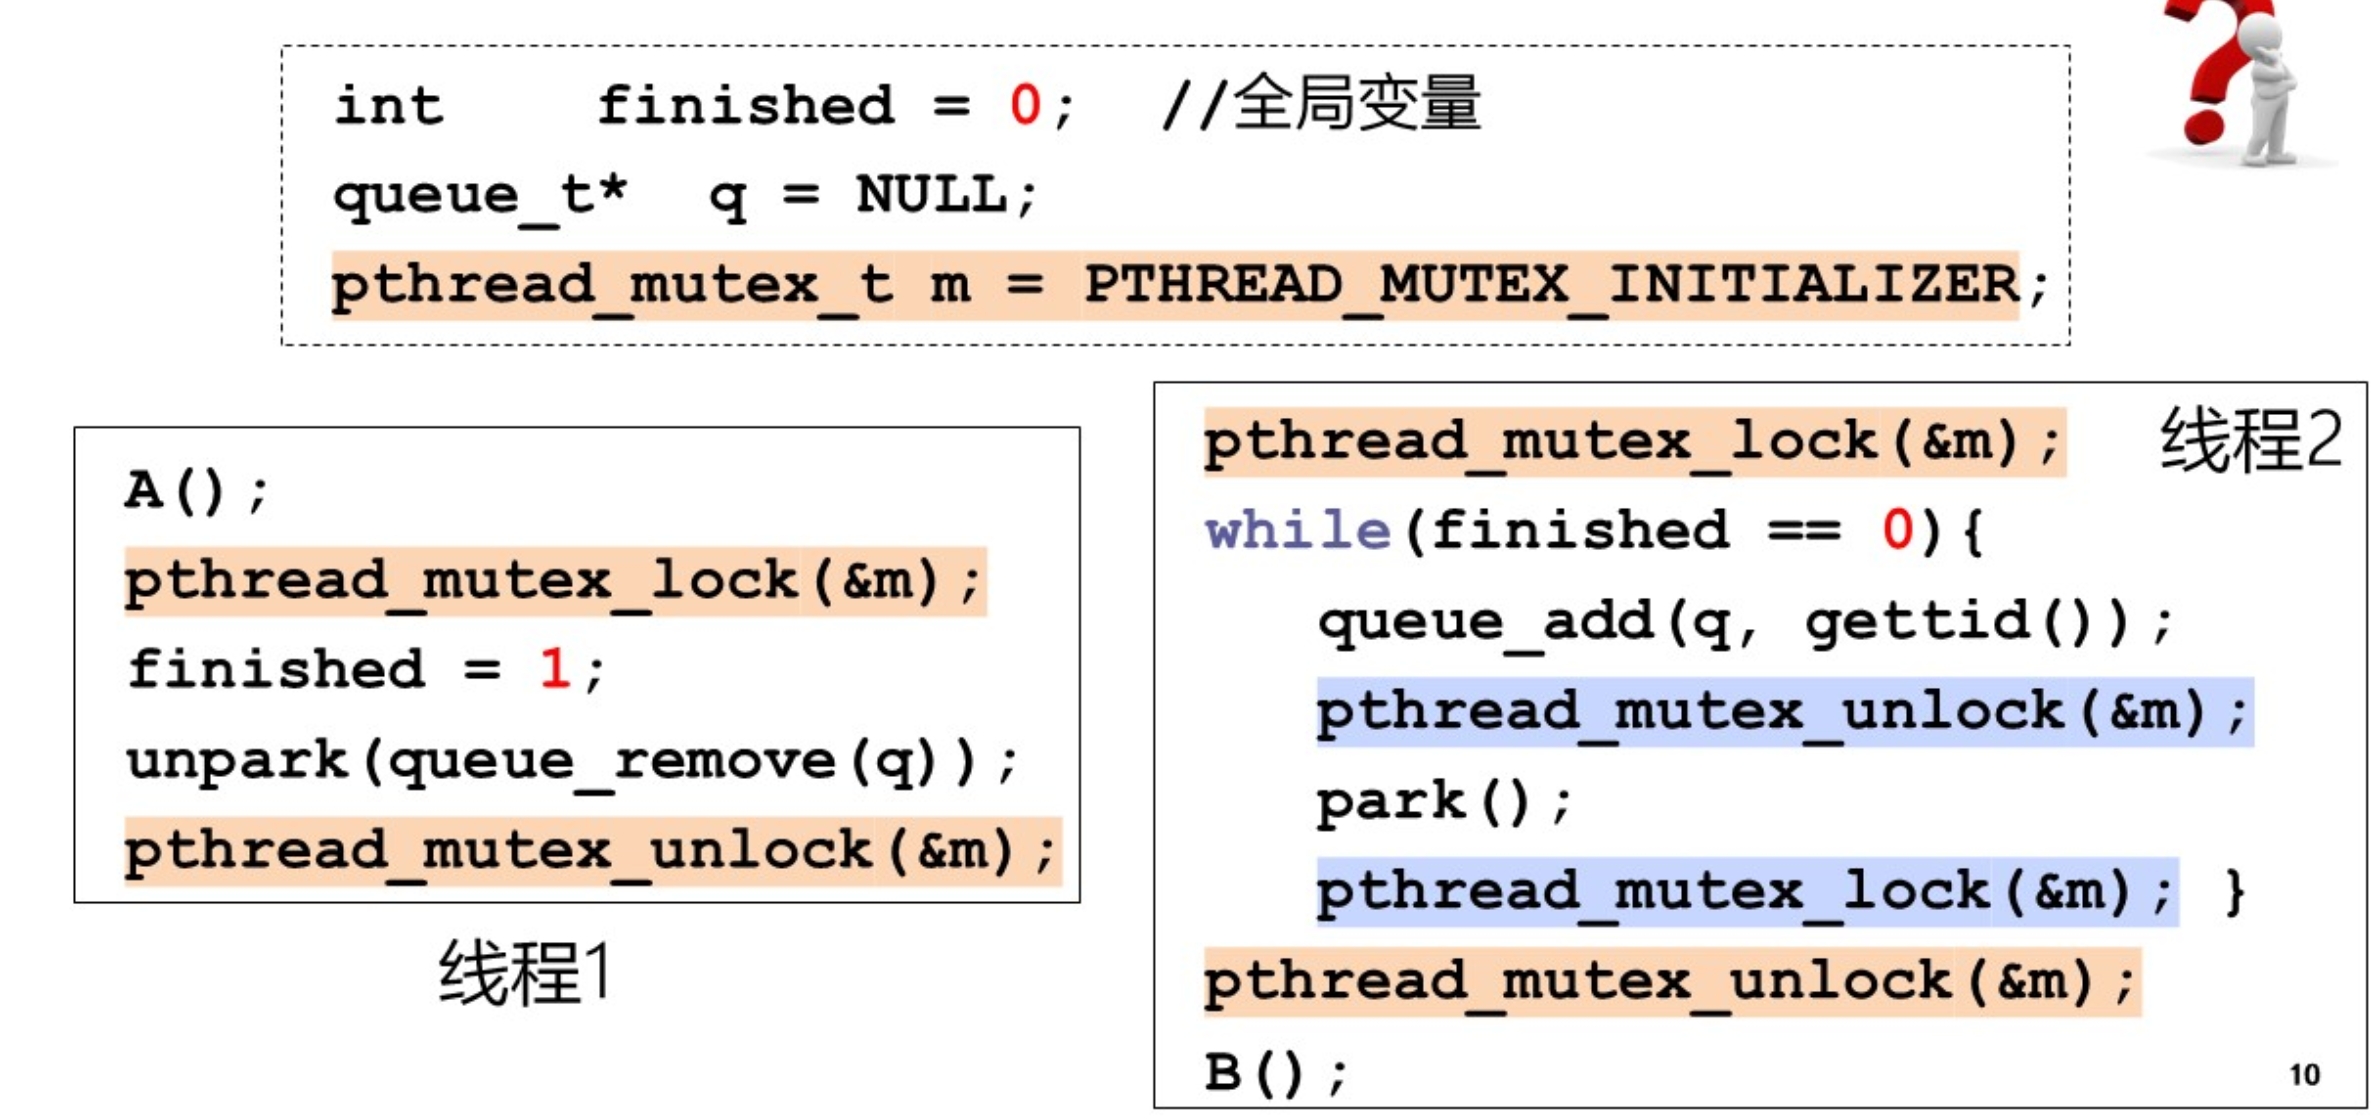 int    finished = 0;  //全局变量
queue_t*  q = NULL;
pthread_mutex_t m = PTHREAD_MUTEX_INITIALIZER;
A();
pthread_mutex_lock(&m);
finished = 1;
unpark(queue_remove(q));
pthread_mutex_unlock(&m);
线程1
pthread_mutex_lock(&m);
线程2
while(finished == 0){
queue_add(q, gettid());
pthread_mutex_unlock(&m);
park();
pthread_mutex_lock(&m); }
pthread_mutex_unlock(&m);
B();
10